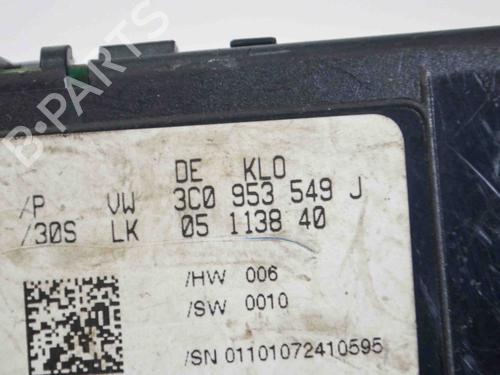 B-PARTS
DE KLO
/P VW 3C0 953 549 J
/30S LK 05 1138 40
/HW 006
/SW 0010
/SN 01101072410595